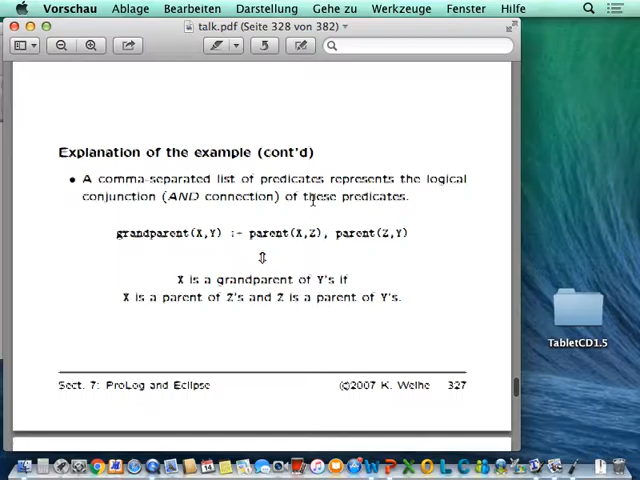 Vorschau Ablage Bearbeiten Darstellung Gehe zu Werkzeuge Fenster Hilfe
talk.pdf (Seite 328 von 382)
Explanation of the example (cont'd)
• A comma-separated list of predicates represents the logical
conjunction (AND connection) of these predicates.
grandparent(X,Y) :- parent(X,Z), parent(Z,Y)
⇕
X is a grandparent of Y's if
X is a parent of Z's and Z is a parent of Y's.
Sect. 7: ProLog and Eclipse ©2007 K. Weihe 327
TabletCD1.5